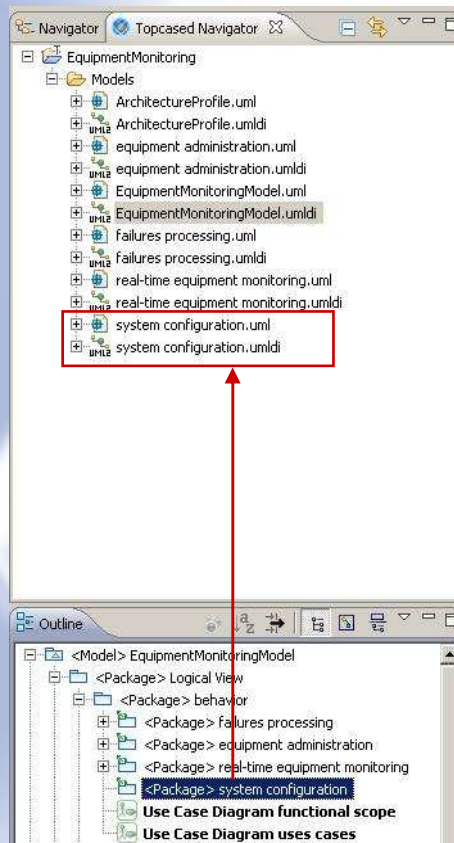 Navigator Topcased Navigator
EquipmentMonitoring
Models
ArchitectureProfile.uml
ArchitectureProfile.umldi
equipment administration.uml
equipment administration.umldi
EquipmentMonitoringModel.uml
EquipmentMonitoringModel.umldi
failures processing.uml
failures processing.umldi
real-time equipment monitoring.uml
real-time equipment monitoring.umldi
system configuration.uml
system configuration.umldi
Outline
<Model> EquipmentMonitoringModel
<Package> Logical View
<Package> behavior
<Package> failures processing
<Package> equipment administration
<Package> real-time equipment monitoring
<Package> system configuration
Use Case Diagram functional scope
Use Case Diagram uses cases